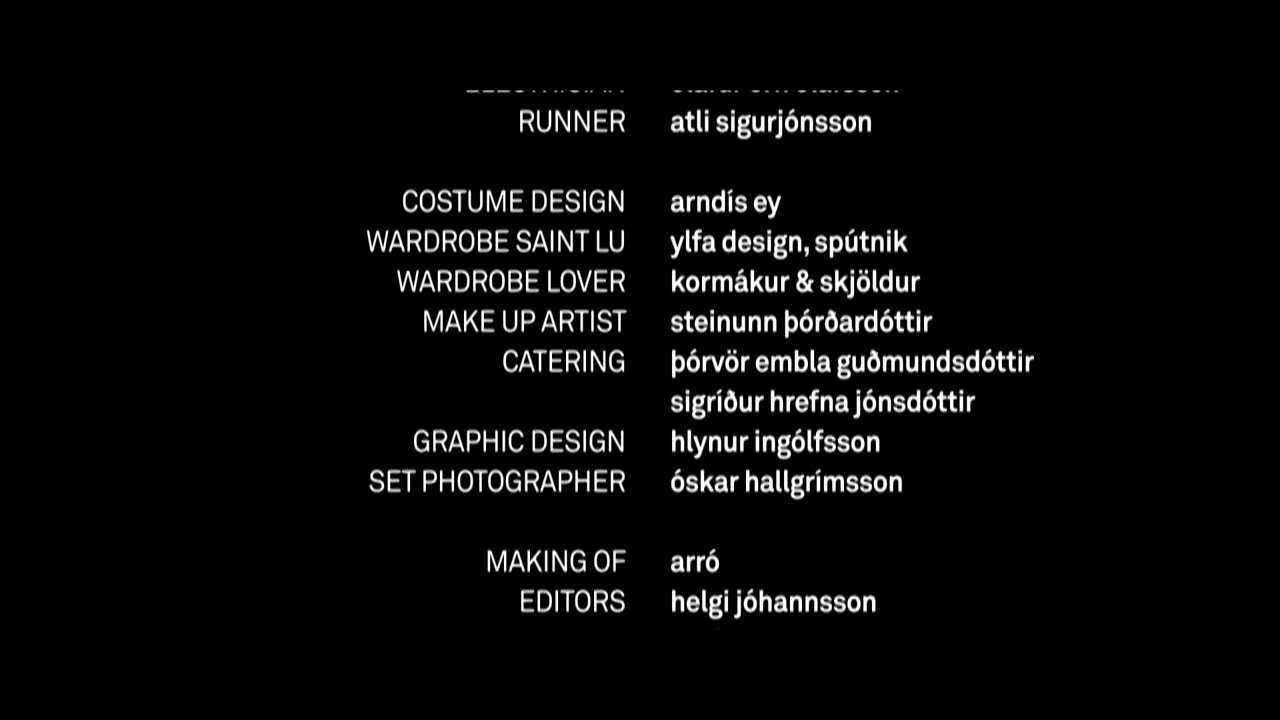 RUNNER atli sigurjónsson
COSTUME DESIGN arndís ey
WARDROBE SAINT LU ylfa design, spútnik
WARDROBE LOVER kormákur & skjöldur
MAKE UP ARTIST steinunn þórðardóttir
CATERING þórvör embla guðmundsdóttir
sigríður hrefna jónsdóttir
GRAPHIC DESIGN hlynur ingólfsson
SET PHOTOGRAPHER óskar hallgrímsson
MAKING OF arró
EDITORS helgi jóhannsson